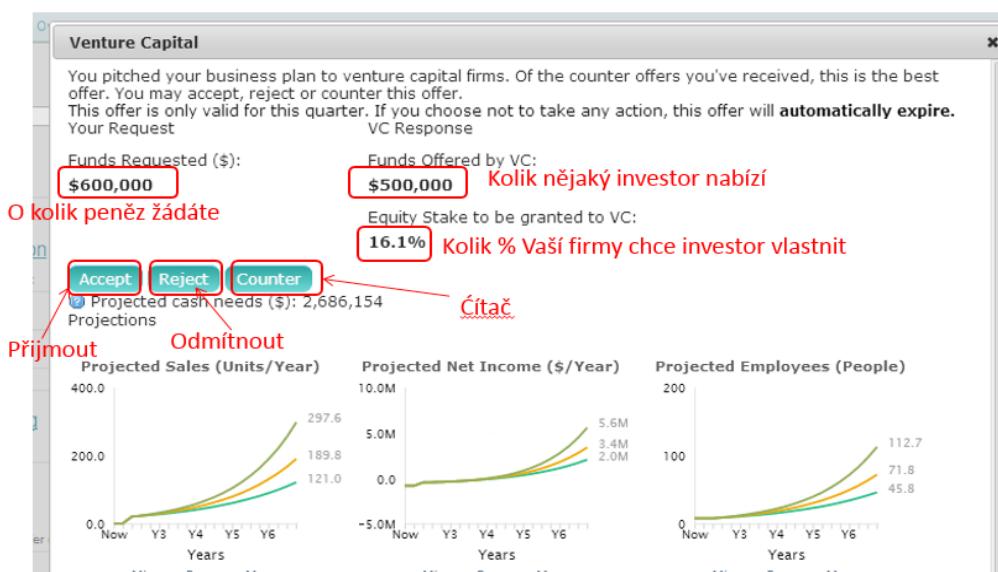 Ov
Venture Capital
You pitched your business plan to venture capital firms. Of the counter offers you've received, this is the best
offer. You may accept, reject or counter this offer.
This offer is only valid for this quarter. If you choose not to take any action, this offer will automatically expire.
Your Request VC Response
Funds Requested ($): Funds Offered by VC:
$600,000 $500,000 Kolik nějaký investor nabízí
O kolik peněz žádáte
Equity Stake to be granted to VC:
16.1% Kolik % Vaší firmy chce investor vlastnit
on
Accept Reject Counter
Projected cash needs ($): 2,686,154
Čítač
Projections
Přijmout Odmítnout
Projected Sales (Units/Year) Projected Net Income ($/Year) Projected Employees (People)
400.0 10.0M 200
297.6 5.6M 112.7
5.0M
200.0 189.8 3.4M 100 71.8
121.0 0.0 2.0M 45.8
0.0 -5.0M 0
Now Y3 Y4 Y5 Y6 Now Y3 Y4 Y5 Y6 Now Y3 Y4 Y5 Y6
er
Years Years Years